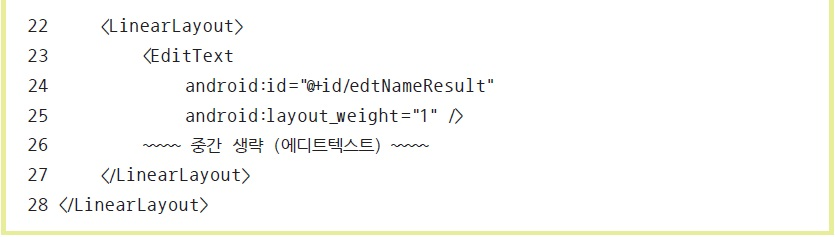 22     <LinearLayout>
23         <EditText
24             android:id="@+id/edtNameResult"
25             android:layout_weight="1" />
26         ~~~~~ 중간 생략 (에디트텍스트) ~~~~~
27     </LinearLayout>
28 </LinearLayout>